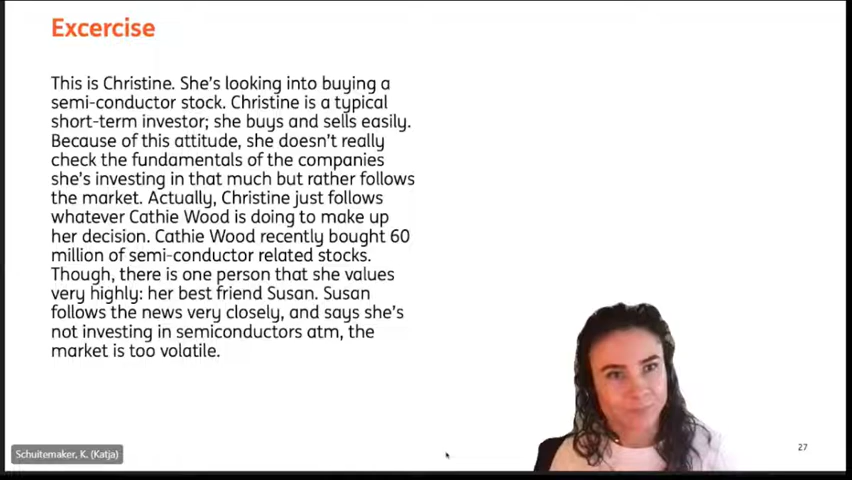 Excercise
This is Christine. She's looking into buying a
semi-conductor stock. Christine is a typical
short-term investor; she buys and sells easily.
Because of this attitude, she doesn't really
check the fundamentals of the companies
she's investing in that much but rather follows
the market. Actually, Christine just follows
whatever Cathie Wood is doing to make up
her decision. Cathie Wood recently bought 60
million of semi-conductor related stocks.
Though, there is one person that she values
very highly: her best friend Susan. Susan
follows the news very closely, and says she's
not investing in semiconductors atm, the
market is too volatile.
27
Schuitemaker, K. (Katja)